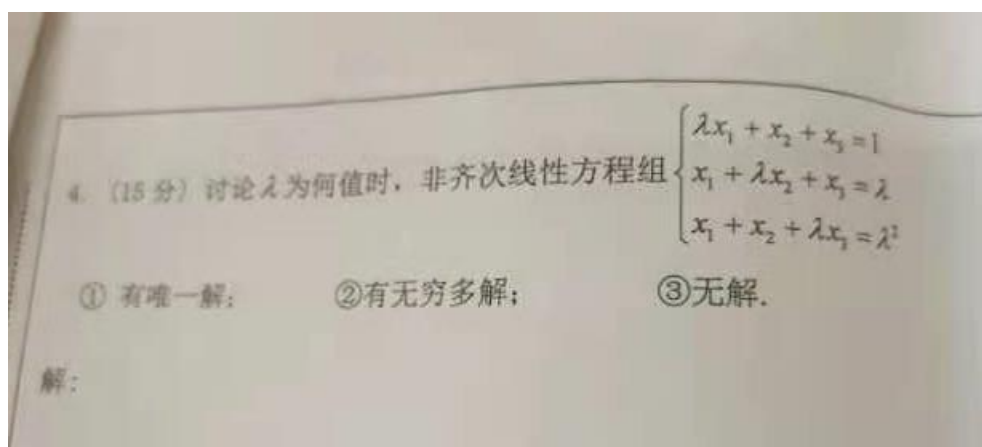 4. (15分) 讨论λ为何值时，非齐次线性方程组
λx₁ + x₂ + x₃ = 1
x₁ + λx₂ + x₃ = λ
x₁ + x₂ + λx₃ = λ²
① 有唯一解； ②有无穷多解； ③无解.
解：